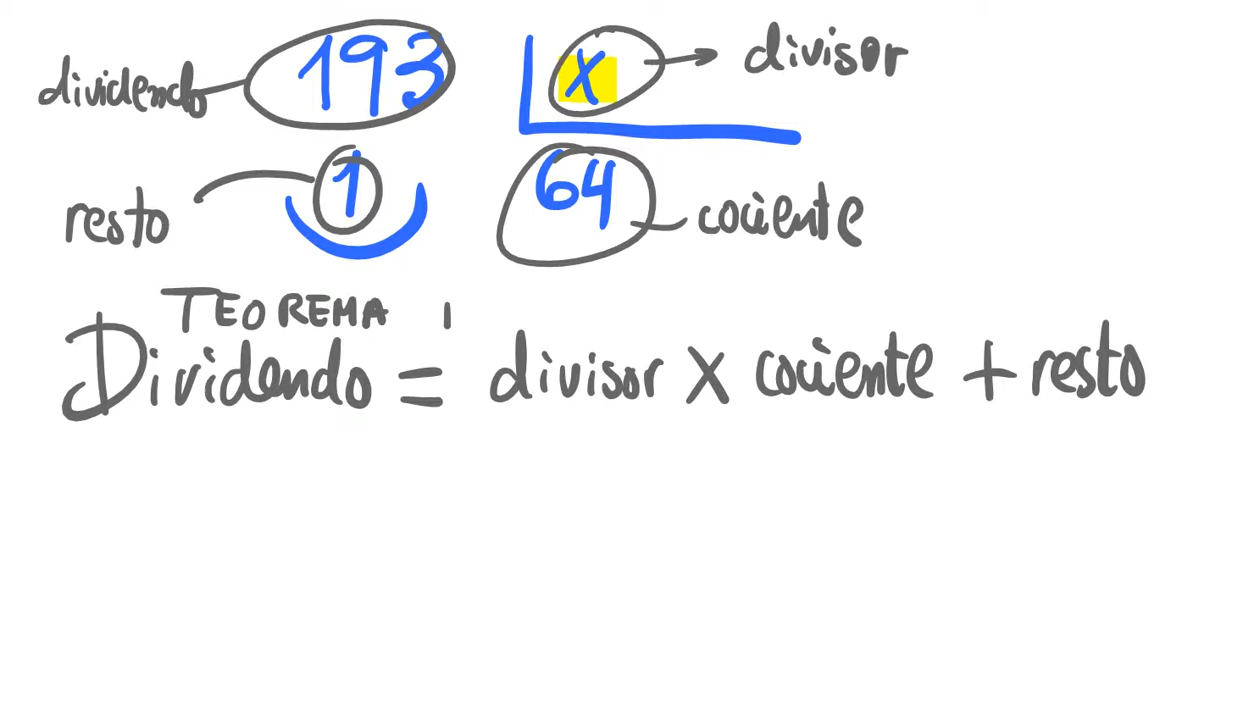 dividendo 193 x divisor
resto 1 64 cociente
TEOREMA
Dividendo = divisor x cociente + resto